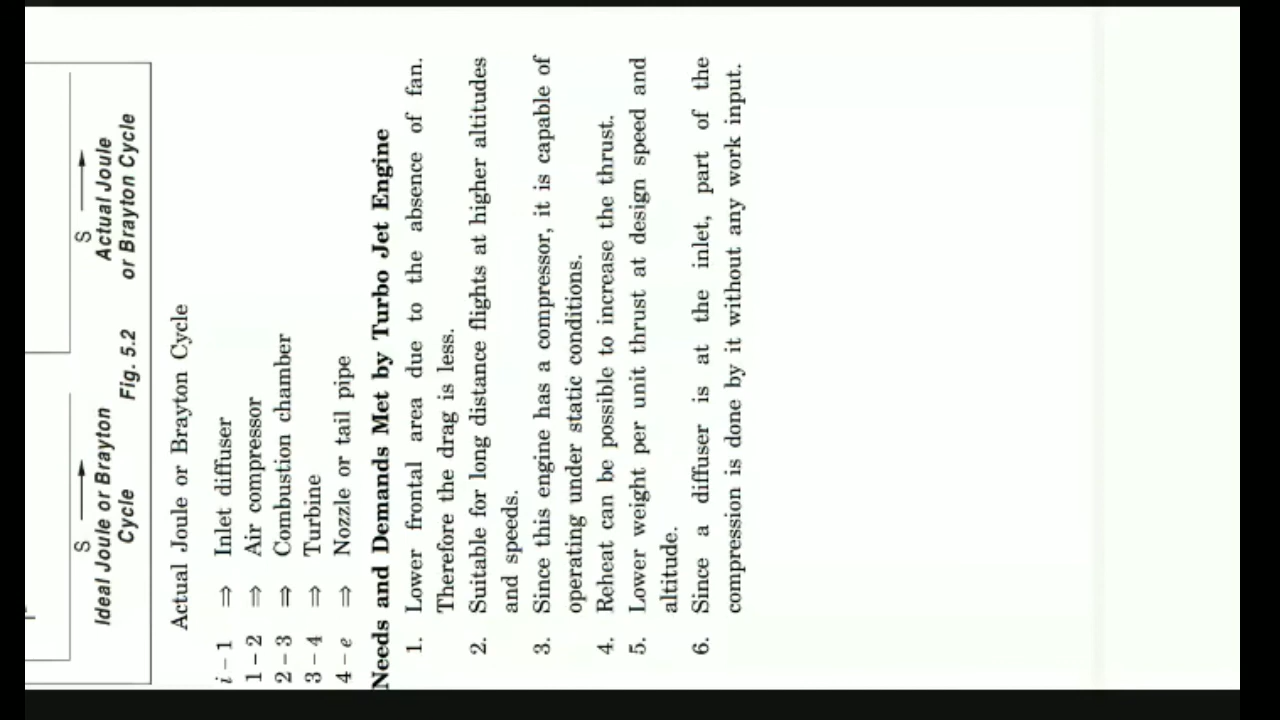 S
S
Ideal Joule or Brayton
Cycle
Fig. 5.2
Actual Joule
or Brayton Cycle
Actual Joule or Brayton Cycle
i – 1 ⇒ Inlet diffuser
1 – 2 ⇒ Air compressor
2 – 3 ⇒ Combustion chamber
3 – 4 ⇒ Turbine
4 – e ⇒ Nozzle or tail pipe
Needs and Demands Met by Turbo Jet Engine
1. Lower frontal area due to the absence of fan.
Therefore the drag is less.
2. Suitable for long distance flights at higher altitudes
and speeds.
3. Since this engine has a compressor, it is capable of
operating under static conditions.
4. Reheat can be possible to increase the thrust.
5. Lower weight per unit thrust at design speed and
altitude.
6. Since a diffuser is at the inlet, part of the
compression is done by it without any work input.